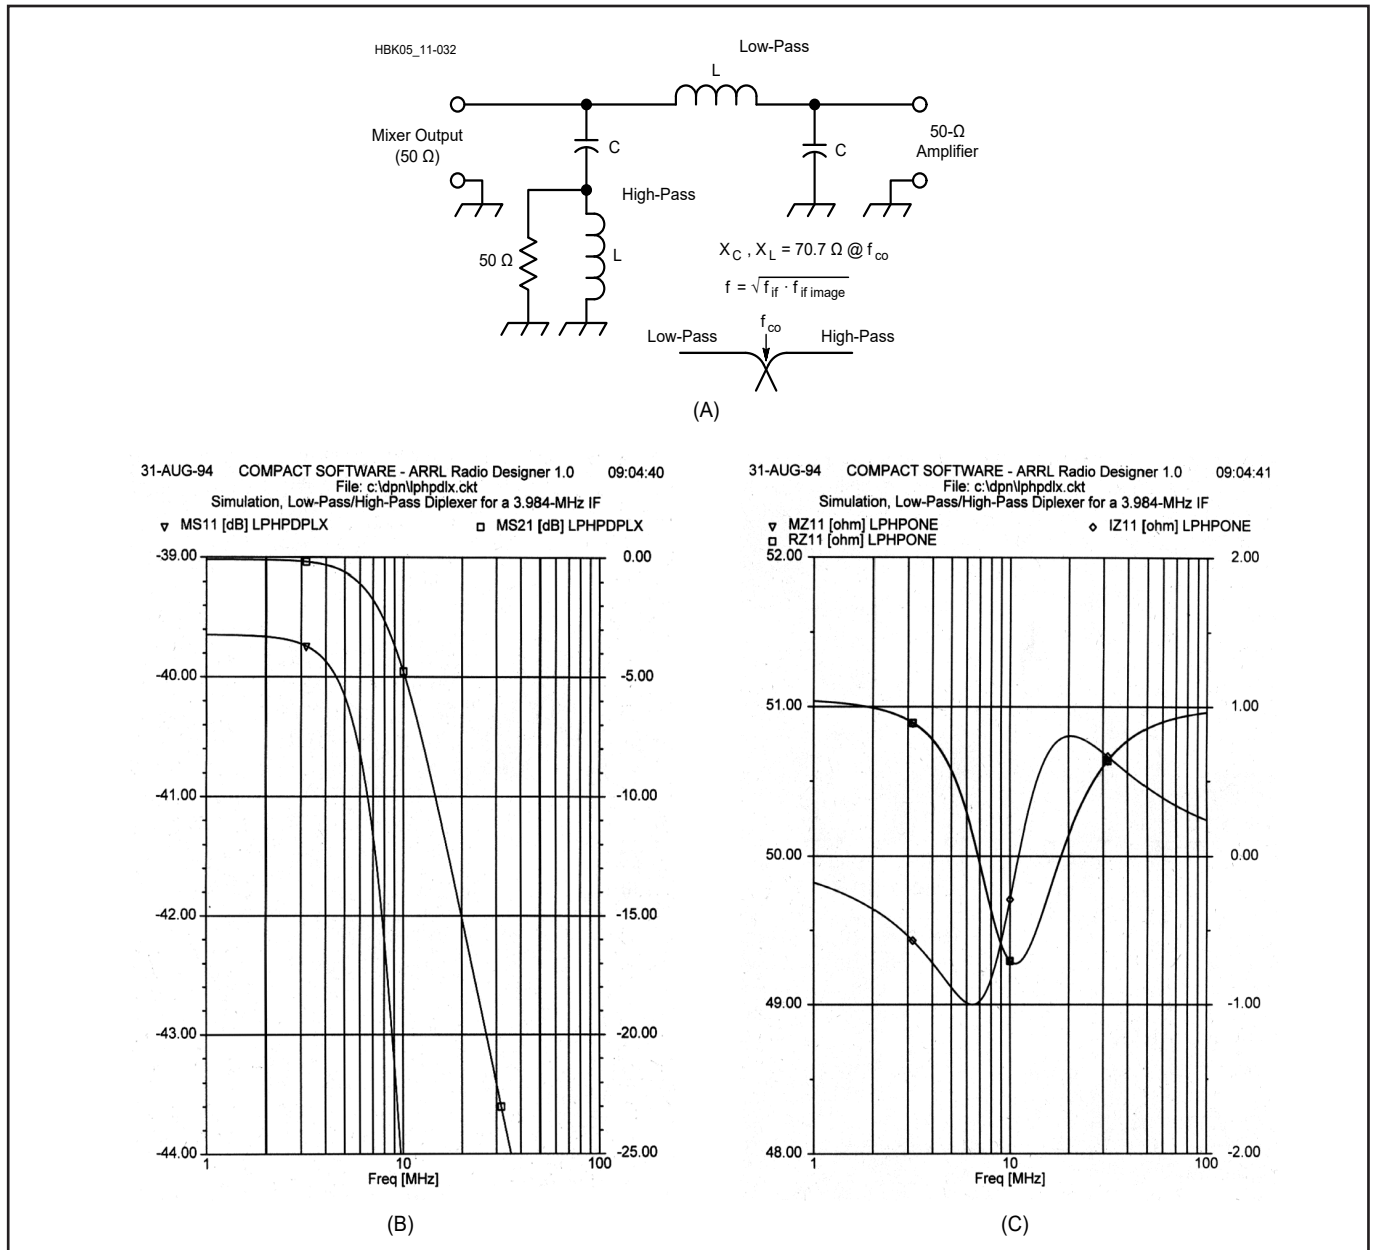 HBK05_11-032
Low-Pass
L
Mixer Output
(50 Ω)
C
C
50-Ω
Amplifier
High-Pass
50 Ω
L
X_C , X_L = 70.7 Ω @ f_co
f = √f_if · f_if image
f_co
Low-Pass
High-Pass
(A)
31-AUG-94 COMPACT SOFTWARE - ARRL Radio Designer 1.0 09:04:40
File: c:\dpn\lphpdlx.ckt
Simulation, Low-Pass/High-Pass Diplexer for a 3.984-MHz IF
MS11 [dB] LPHPDPLX MS21 [dB] LPHPDPLX
-39.00 0.00
-40.00 -5.00
-41.00 -10.00
-42.00 -15.00
-43.00 -20.00
-44.00 -25.00
1 10 100
Freq [MHz]
(B)
31-AUG-94 COMPACT SOFTWARE - ARRL Radio Designer 1.0 09:04:41
File: c:\dpn\lphpdlx.ckt
Simulation, Low-Pass/High-Pass Diplexer for a 3.984-MHz IF
MZ11 [ohm] LPHPONE IZ11 [ohm] LPHPONE
RZ11 [ohm] LPHPONE
52.00 2.00
51.00 1.00
50.00 0.00
49.00 -1.00
48.00 -2.00
1 10 100
Freq [MHz]
(C)